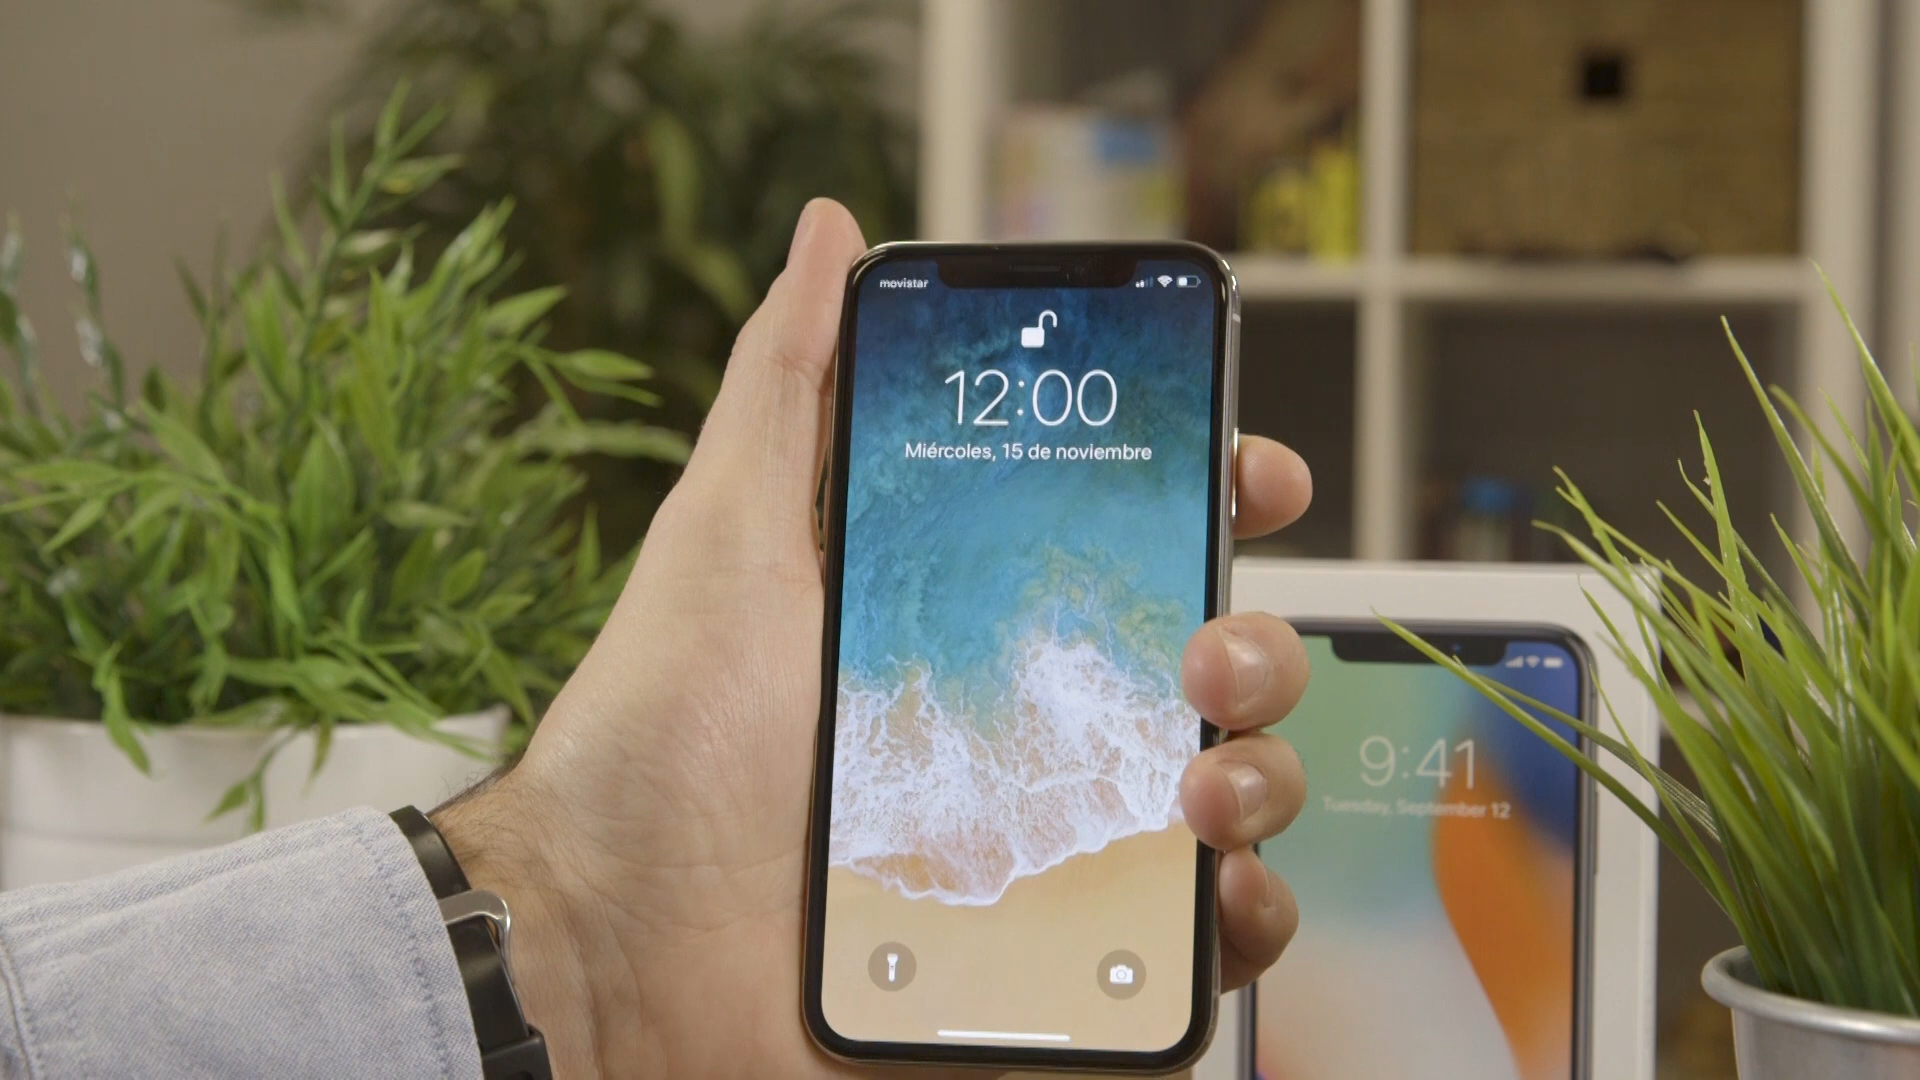 movistar
12:00
Miércoles, 15 de noviembre
9:41
Tuesday, September 12